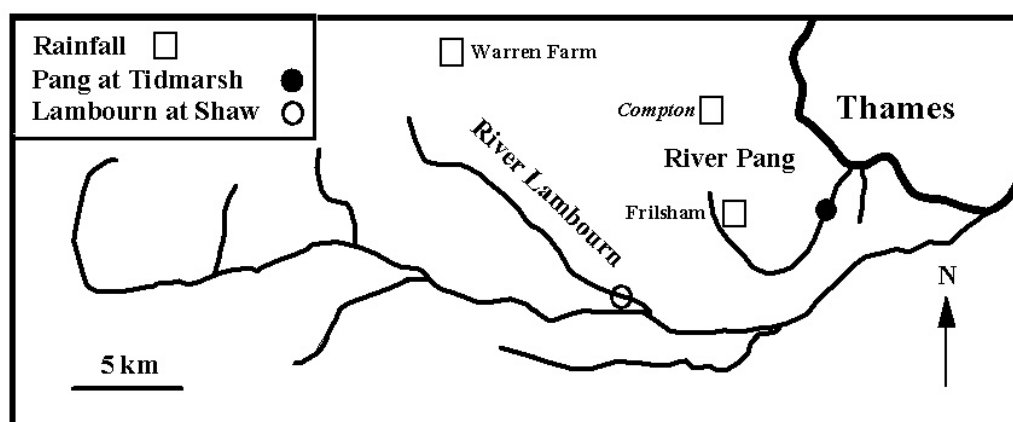 Rainfall
Pang at Tidmarsh
Lambourn at Shaw
Warren Farm
Compton
Thames
River Pang
River Lambourn
Frilsham
N
5 km